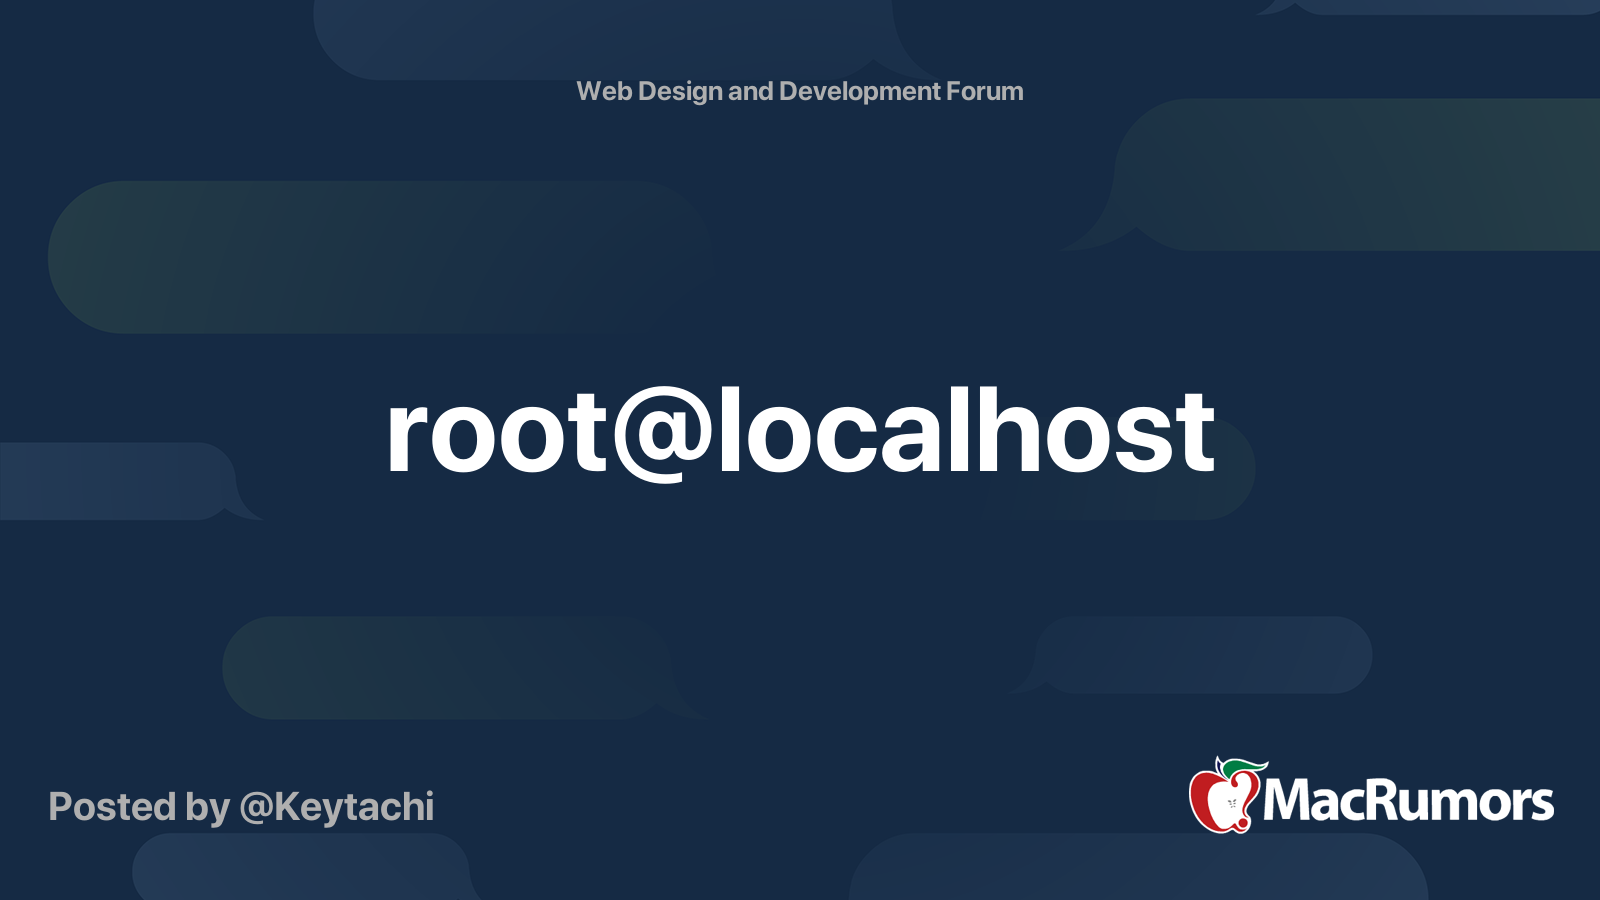 Web Design and Development Forum
root@localhost
Posted by @Keytachi
MacRumors